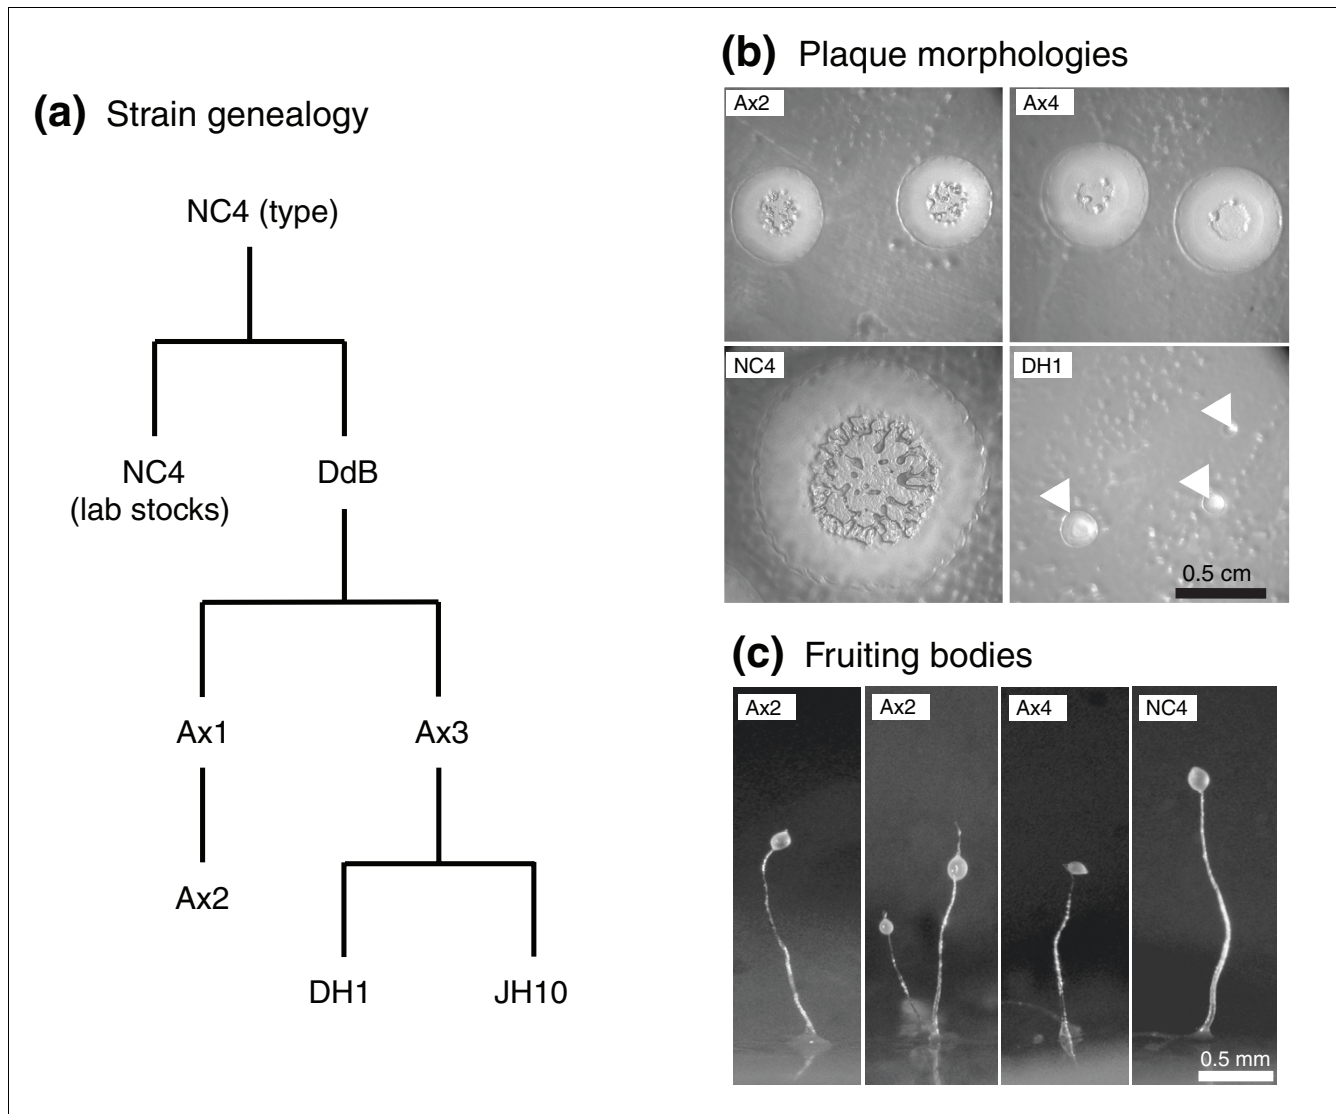 (a) Strain genealogy
NC4 (type)
NC4
(lab stocks)
DdB
Ax1
Ax3
Ax2
DH1
JH10
(b) Plaque morphologies
Ax2
Ax4
NC4
DH1
0.5 cm
(c) Fruiting bodies
Ax2
Ax2
Ax4
NC4
0.5 mm